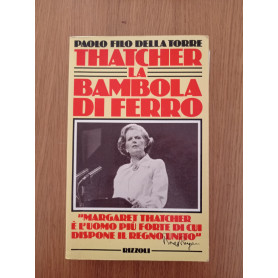 PAOLO FILO DELLA TORRE
THATCHER
LA
BAMBOLA
DI FERRO
"MARGARET THATCHER
È L'UOMO PIÙ FORTE DI CUI
DISPONE IL REGNO UNITO"
RIZZOLI